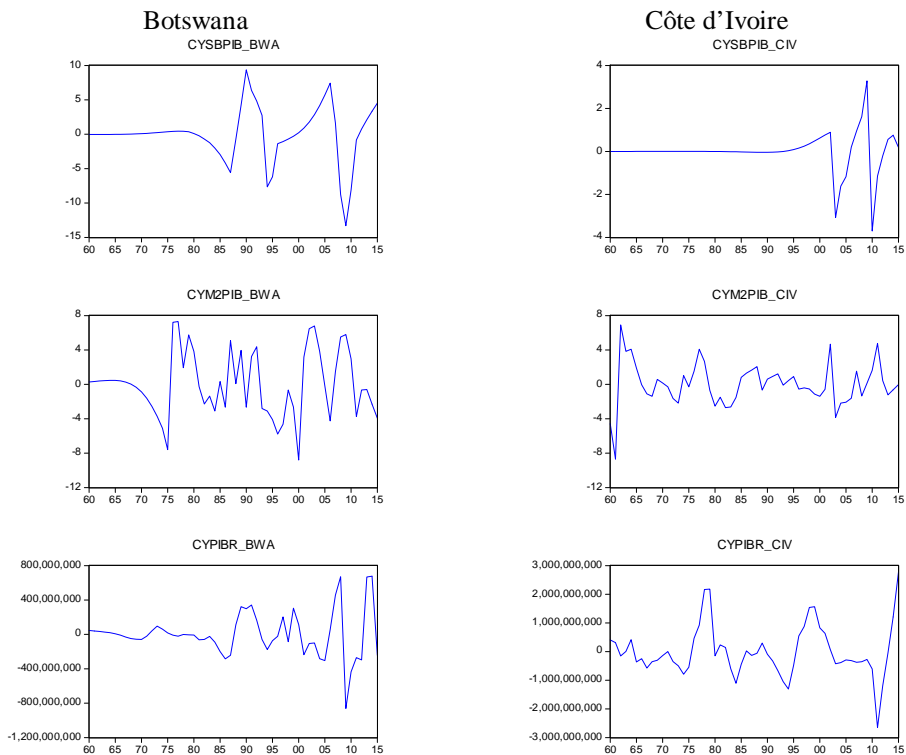 Botswana
CYSBPIB_BWA
10
5
0
-5
-10
-15
60 65 70 75 80 85 90 95 00 05 10 15
CYM2PIB_BWA
8
4
0
-4
-8
-12
60 65 70 75 80 85 90 95 00 05 10 15
CYPIBR_BWA
800,000,000
400,000,000
0
-400,000,000
-800,000,000
-1,200,000,000
60 65 70 75 80 85 90 95 00 05 10 15
Côte d’Ivoire
CYSBPIB_CIV
4
2
0
-2
-4
60 65 70 75 80 85 90 95 00 05 10 15
CYM2PIB_CIV
8
4
0
-4
-8
-12
60 65 70 75 80 85 90 95 00 05 10 15
CYPIBR_CIV
3,000,000,000
2,000,000,000
1,000,000,000
0
-1,000,000,000
-2,000,000,000
-3,000,000,000
60 65 70 75 80 85 90 95 00 05 10 15